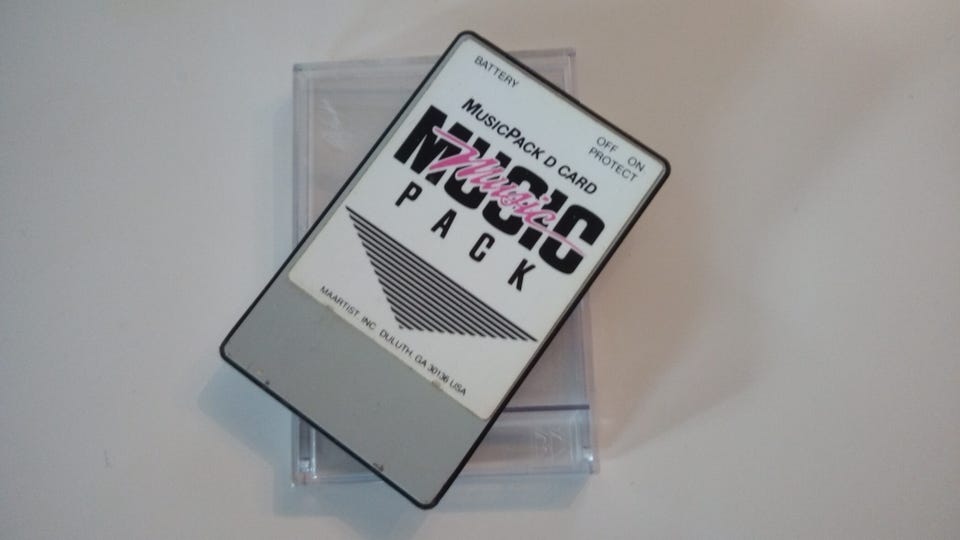 BATTERY
OFF ON
PROTECT
MUSICPACK D CARD
MUSIC
Music
PACK
MAARTIST INC. DULUTH, GA 30136 USA